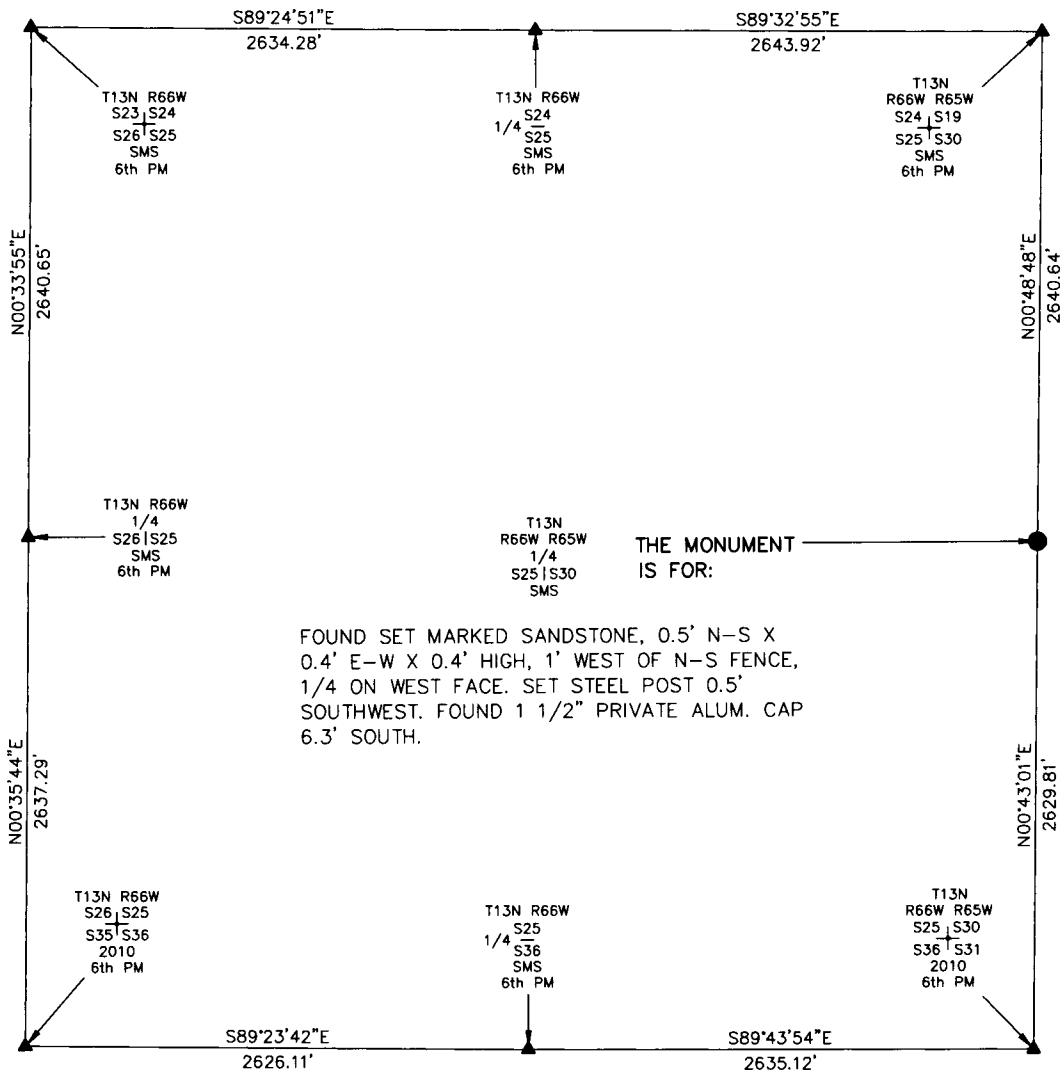 S89°24'51"E
2634.28'
S89°32'55"E
2643.92'
T13N R66W
S23 S24
S26 S25
SMS
6th PM
T13N R66W
S24
1/4
S25
SMS
6th PM
T13N
R66W R65W
S24 S19
S25 S30
SMS
6th PM
N00°33'55"E
2640.65'
N00°48'48"E
2640.64'
T13N R66W
1/4
S26|S25
SMS
6th PM
T13N
R66W R65W
1/4
S25|S30
SMS
THE MONUMENT
IS FOR:
FOUND SET MARKED SANDSTONE, 0.5' N-S X
0.4' E-W X 0.4' HIGH, 1' WEST OF N-S FENCE,
1/4 ON WEST FACE. SET STEEL POST 0.5'
SOUTHWEST. FOUND 1 1/2" PRIVATE ALUM. CAP
6.3' SOUTH.
N00°35'44"E
2637.29'
N00°43'01"E
2629.81'
T13N R66W
S26 S25
S35 S36
2010
6th PM
T13N R66W
S25
1/4
S36
SMS
6th PM
T13N
R66W R65W
S25 S30
S36 S31
2010
6th PM
S89°23'42"E
2626.11'
S89°43'54"E
2635.12'